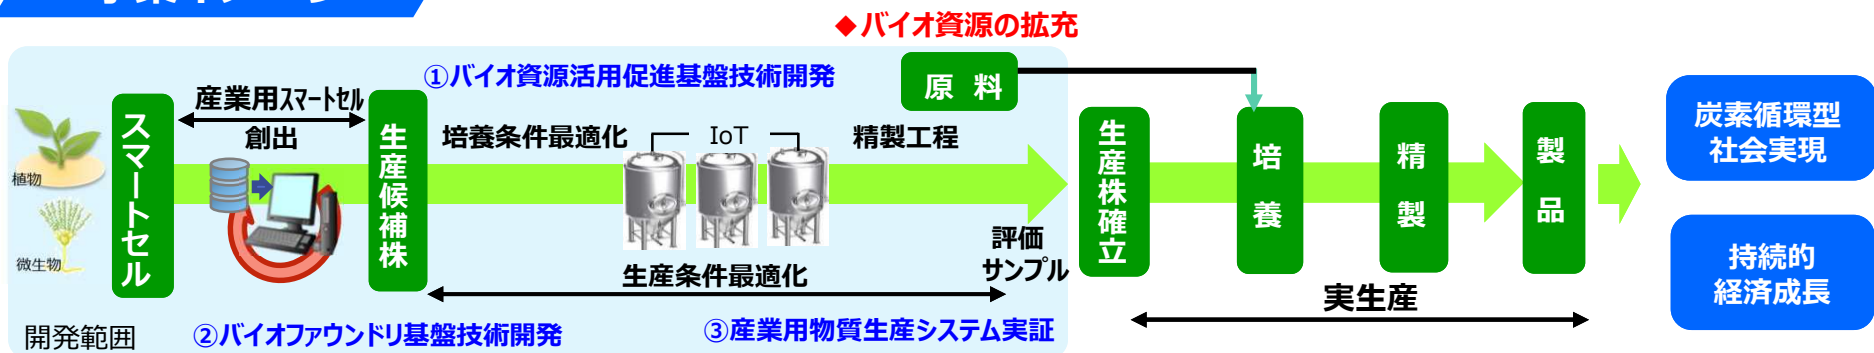 ◆バイオ資源の拡充
①バイオ資源活用促進基盤技術開発
原料
産業用スマートセル
創出
植物
微生物
スマートセル
生産候補株
培養条件最適化
IoT
精製工程
生産条件最適化
評価
サンプル
生産株確立
培養
精製
製品
実生産
炭素循環型
社会実現
持続的
経済成長
開発範囲
②バイオファウンドリ基盤技術開発
③産業用物質生産システム実証